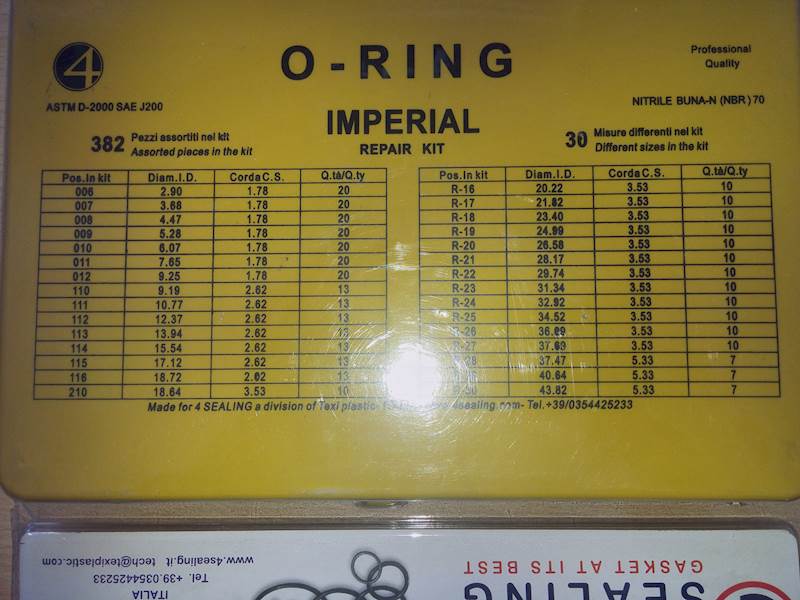 4
O-RING
Professional
Quality
ASTM D-2000 SAE J200
NITRILE BUNA-N (NBR) 70
IMPERIAL
REPAIR KIT
382 Pezzi assortiti nel kit
Assorted pieces in the kit
30 Misure differenti nel kit
Different sizes in the kit
Pos.In kit Diam.I.D. Corda C.S. Q.tà/Q.ty
006 2.90 1.78 20
007 3.68 1.78 20
008 4.47 1.78 20
009 5.28 1.78 20
010 6.07 1.78 20
011 7.65 1.78 20
012 9.25 1.78 20
110 9.19 2.62 13
111 10.77 2.62 13
112 12.37 2.62 13
113 13.94 2.62 13
114 15.54 2.62 13
115 17.12 2.62 13
116 18.72 2.62 13
210 18.64 3.53 10
Pos.In kit Diam.I.D. Corda C.S. Q.tà/Q.ty
R-16 20.22 3.53 10
R-17 21.82 3.53 10
R-18 23.40 3.53 10
R-19 24.99 3.53 10
R-20 26.58 3.53 10
R-21 28.17 3.53 10
R-22 29.74 3.53 10
R-23 31.34 3.53 10
R-24 32.92 3.53 10
R-25 34.52 3.53 10
R-26 3.53 10
R-27 3.53 10
37.47 5.33 7
40.64 5.33 7
43.82 5.33 7
Made for 4 SEALING a division of Texi plastic- Tel.+39/0354425233
SEALING
GASKET AT ITS BEST
ITALIA
Tel. +39.0354425233
www.4sealing.it tech@texiplastic.com